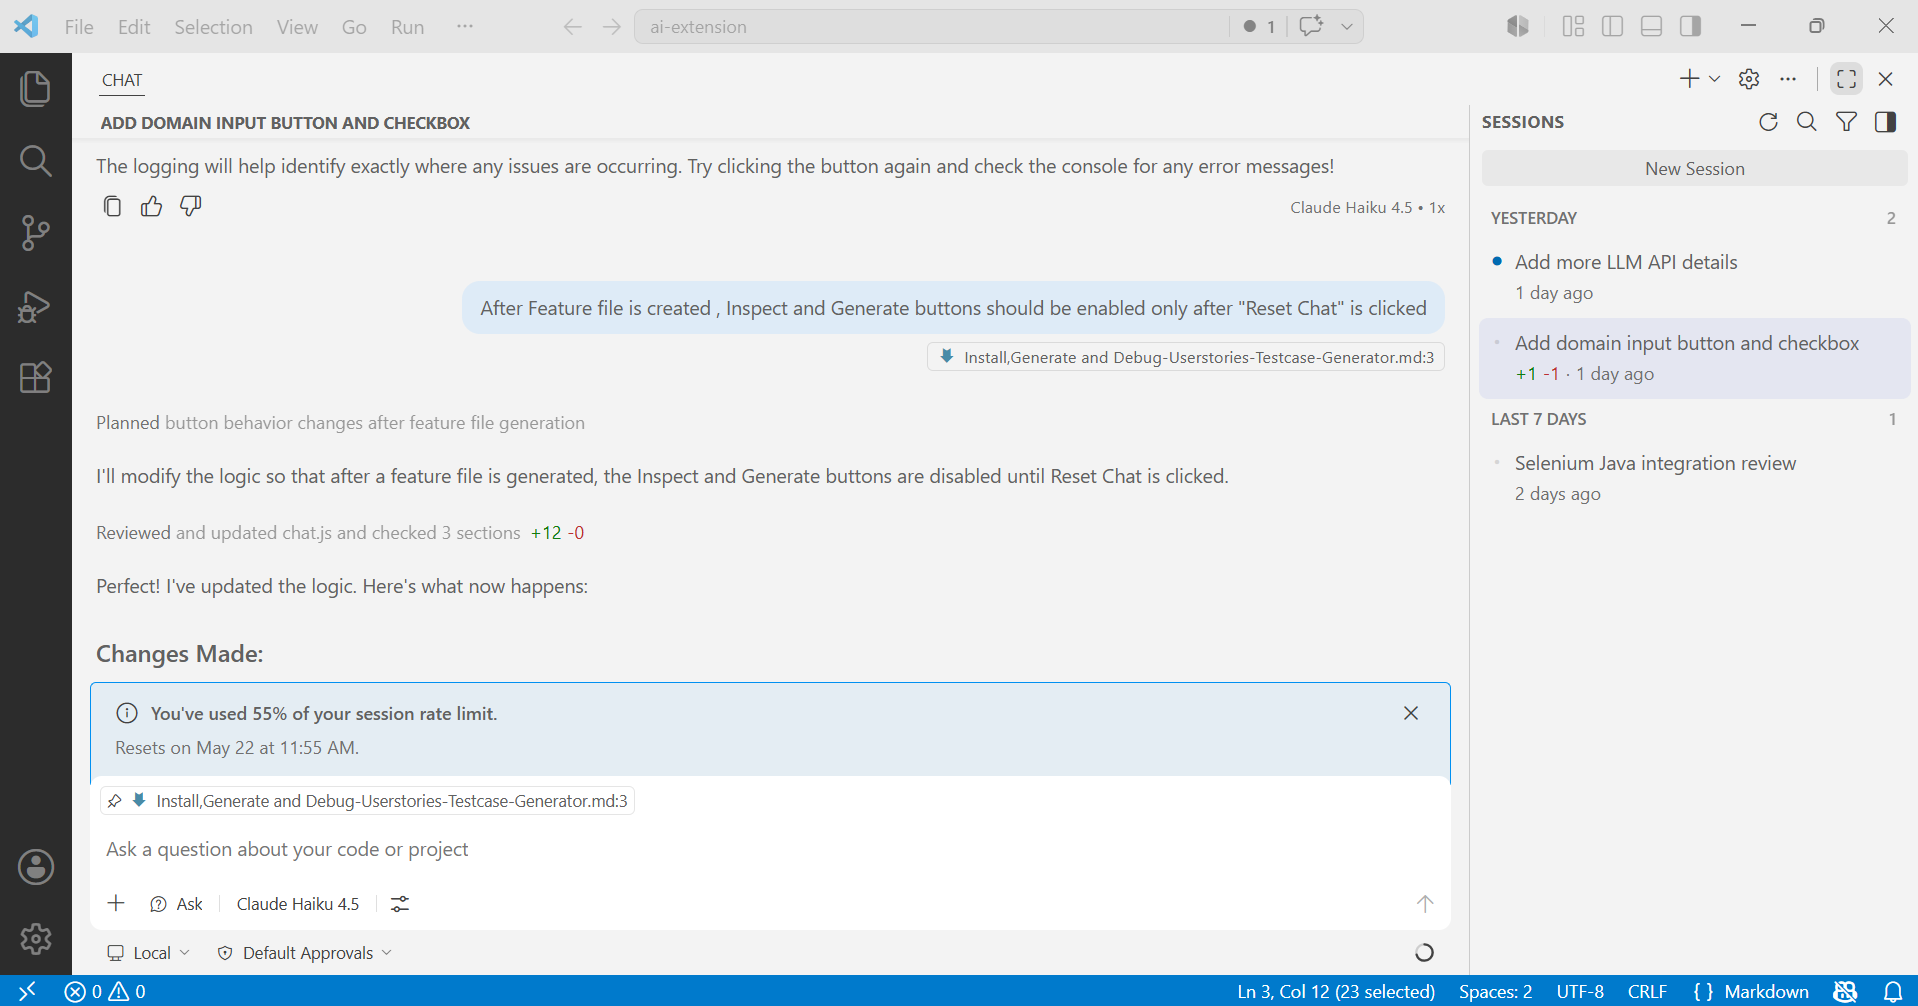 File Edit Selection View Go Run ···
ai-extension
1
CHAT
ADD DOMAIN INPUT BUTTON AND CHECKBOX
The logging will help identify exactly where any issues are occurring. Try clicking the button again and check the console for any error messages!
Claude Haiku 4.5 • 1x
After Feature file is created , Inspect and Generate buttons should be enabled only after "Reset Chat" is clicked
Install,Generate and Debug-Userstories-Testcase-Generator.md:3
Planned button behavior changes after feature file generation
I'll modify the logic so that after a feature file is generated, the Inspect and Generate buttons are disabled until Reset Chat is clicked.
Reviewed and updated chat.js and checked 3 sections +12 -0
Perfect! I've updated the logic. Here's what now happens:
Changes Made:
You've used 55% of your session rate limit.
Resets on May 22 at 11:55 AM.
Install,Generate and Debug-Userstories-Testcase-Generator.md:3
Ask a question about your code or project
Ask
Claude Haiku 4.5
Local
Default Approvals
SESSIONS
New Session
YESTERDAY 2
Add more LLM API details
1 day ago
Add domain input button and checkbox
+1 -1 · 1 day ago
LAST 7 DAYS 1
Selenium Java integration review
2 days ago
0 0
Ln 3, Col 12 (23 selected) Spaces: 2 UTF-8 CRLF { } Markdown